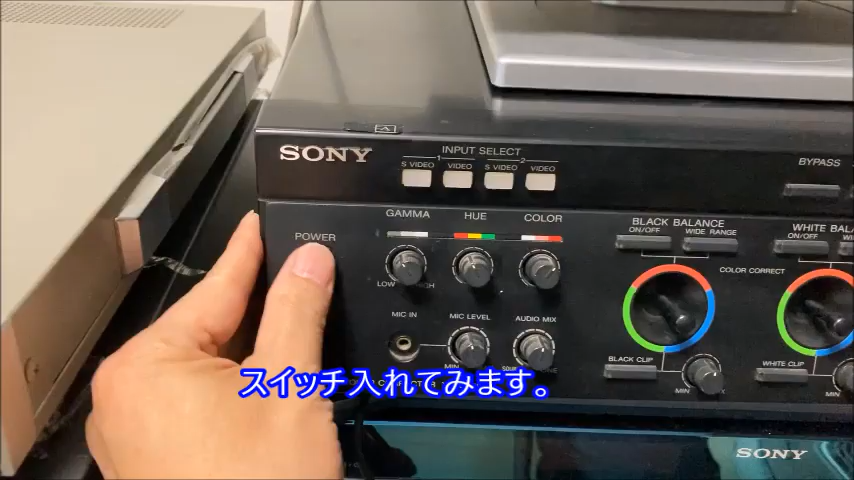 SONY
INPUT SELECT
1 2
S VIDEO VIDEO S VIDEO VIDEO
BYPASS
POWER
GAMMA HUE COLOR
LOW
BLACK BALANCE
ON/OFF WIDE RANGE
WHITE
ON/OFF WIDE
COLOR CORRECT
MIC IN MIC LEVEL AUDIO MIX
MIN
BLACK CLIP
MIN
WHITE CLIP
MIN
スイッチ入れてみます。
SONY